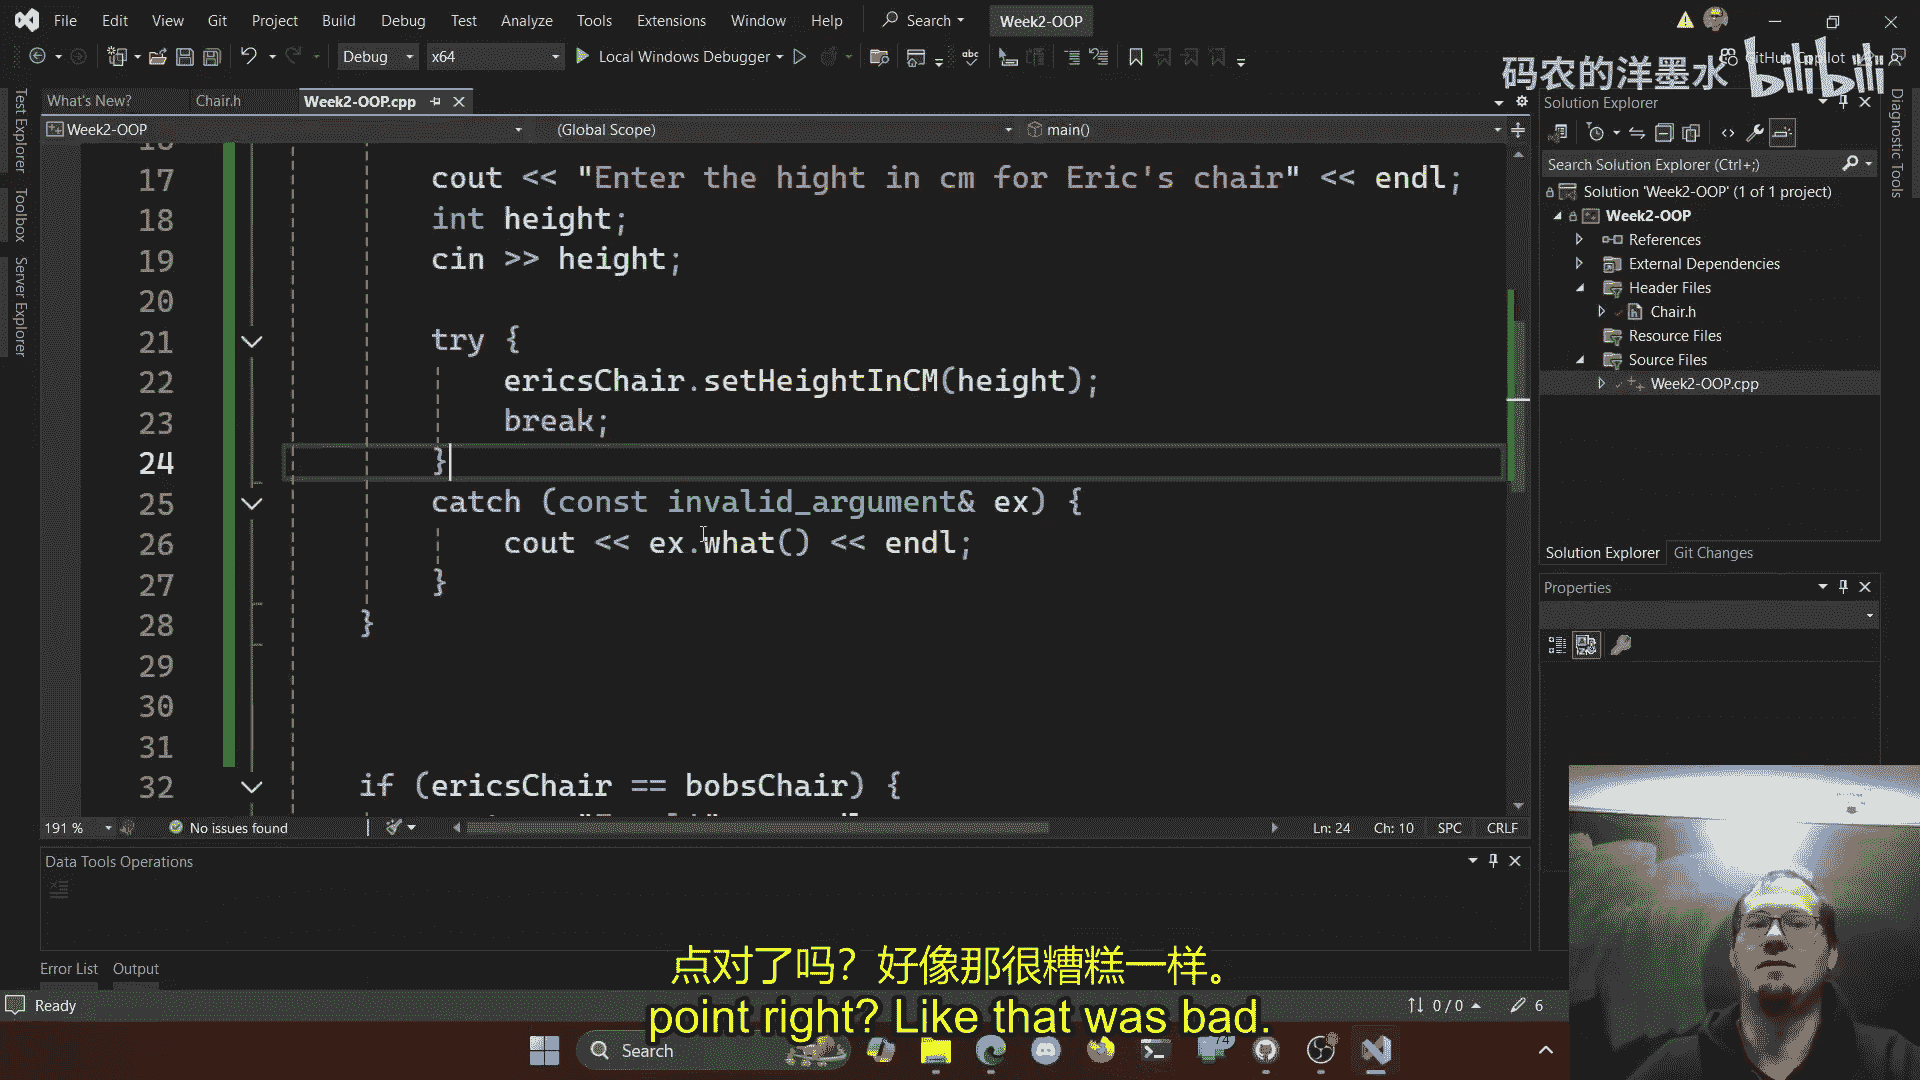 File Edit View Git Project Build Debug Test Analyze Tools Extensions Window Help Search Week2-OOP
Debug x64 Local Windows Debugger GitHub Copilot
码农的洋墨水 bilibili
What's New? Chair.h Week2-OOP.cpp
Week2-OOP (Global Scope) main()
Test Explorer
Toolbox
Server Explorer
16
17 cout << "Enter the hight in cm for Eric's chair" << endl;
18 int height;
19 cin >> height;
20
21 try {
22 ericsChair.setHeightInCM(height);
23 break;
24 }
25 catch (const invalid_argument& ex) {
26 cout << ex.what() << endl;
27 }
28 }
29
30
31
32 if (ericsChair == bobsChair) {
191 % No issues found Ln: 24 Ch: 10 SPC CRLF
Data Tools Operations
Error List Output
Solution Explorer
Search Solution Explorer (Ctrl+;)
Solution 'Week2-OOP' (1 of 1 project)
Week2-OOP
References
External Dependencies
Header Files
Chair.h
Resource Files
Source Files
Week2-OOP.cpp
Solution Explorer Git Changes
Properties
Diagnostic Tools
点对了吗？好像那很糟糕一样。
point right? Like that was bad.
Ready 0 / 0 6
Search